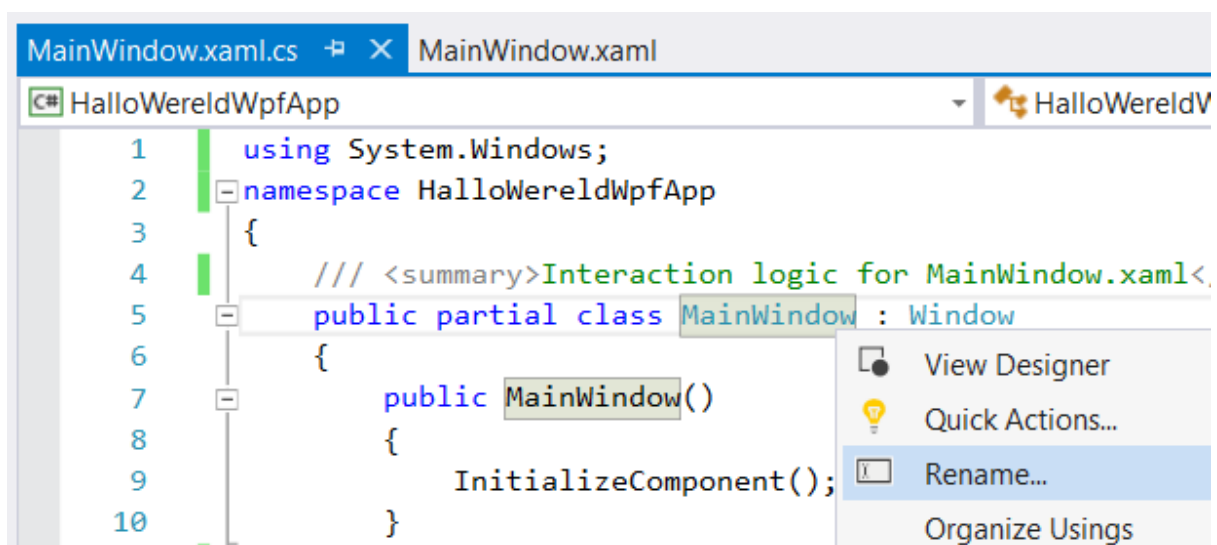 MainWindow.xaml.cs MainWindow.xaml
C# HalloWereldWpfApp HalloWereldW
1 using System.Windows;
2 namespace HalloWereldWpfApp
3 {
4 /// <summary>Interaction logic for MainWindow.xaml<
5 public partial class MainWindow : Window
6 {
View Designer
7 public MainWindow()
Quick Actions...
8 {
9 InitializeComponent();
Rename...
10 }
Organize Usings